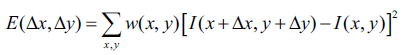 E(Δx,Δy) = ∑_{x,y} w(x, y)[I(x+Δx, y+Δy) − I(x, y)]²